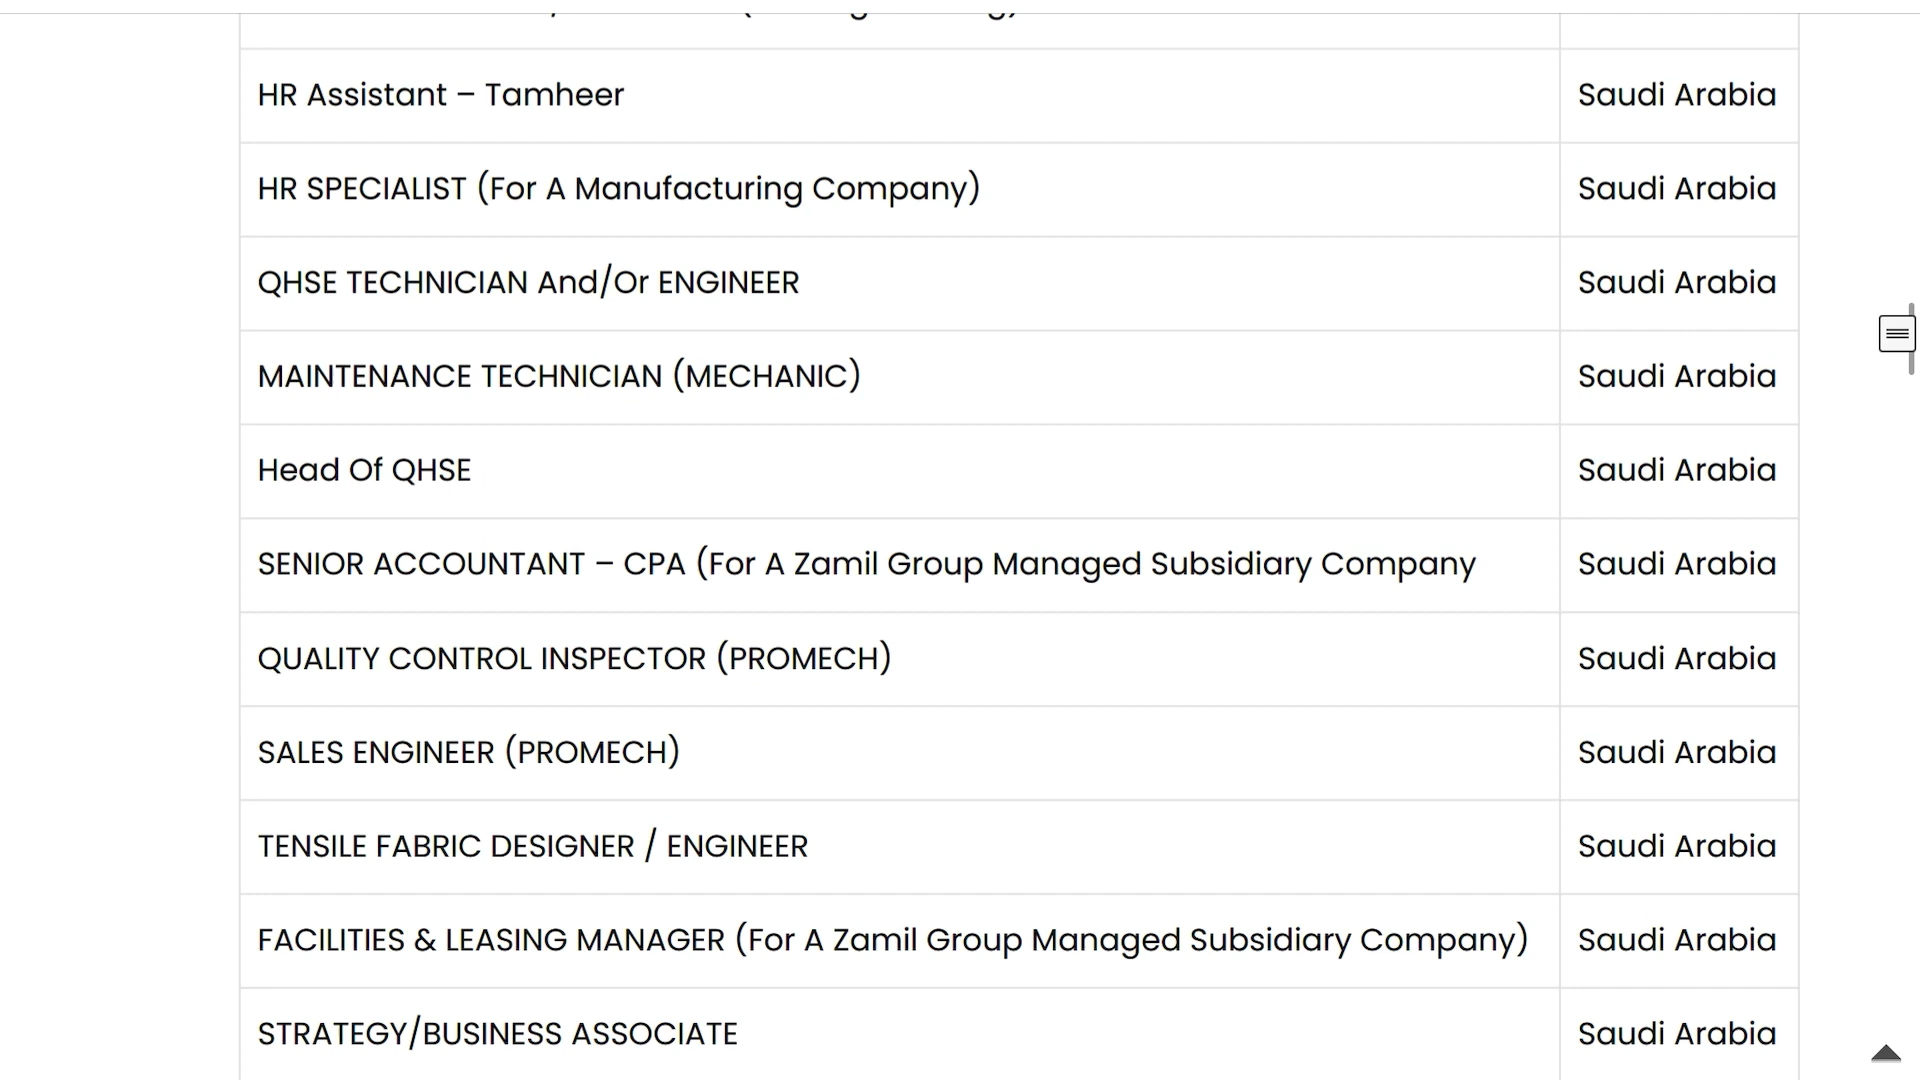 HR Assistant – Tamheer Saudi Arabia
HR SPECIALIST (For A Manufacturing Company) Saudi Arabia
QHSE TECHNICIAN And/Or ENGINEER Saudi Arabia
MAINTENANCE TECHNICIAN (MECHANIC) Saudi Arabia
Head Of QHSE Saudi Arabia
SENIOR ACCOUNTANT – CPA (For A Zamil Group Managed Subsidiary Company Saudi Arabia
QUALITY CONTROL INSPECTOR (PROMECH) Saudi Arabia
SALES ENGINEER (PROMECH) Saudi Arabia
TENSILE FABRIC DESIGNER / ENGINEER Saudi Arabia
FACILITIES & LEASING MANAGER (For A Zamil Group Managed Subsidiary Company) Saudi Arabia
STRATEGY/BUSINESS ASSOCIATE Saudi Arabia